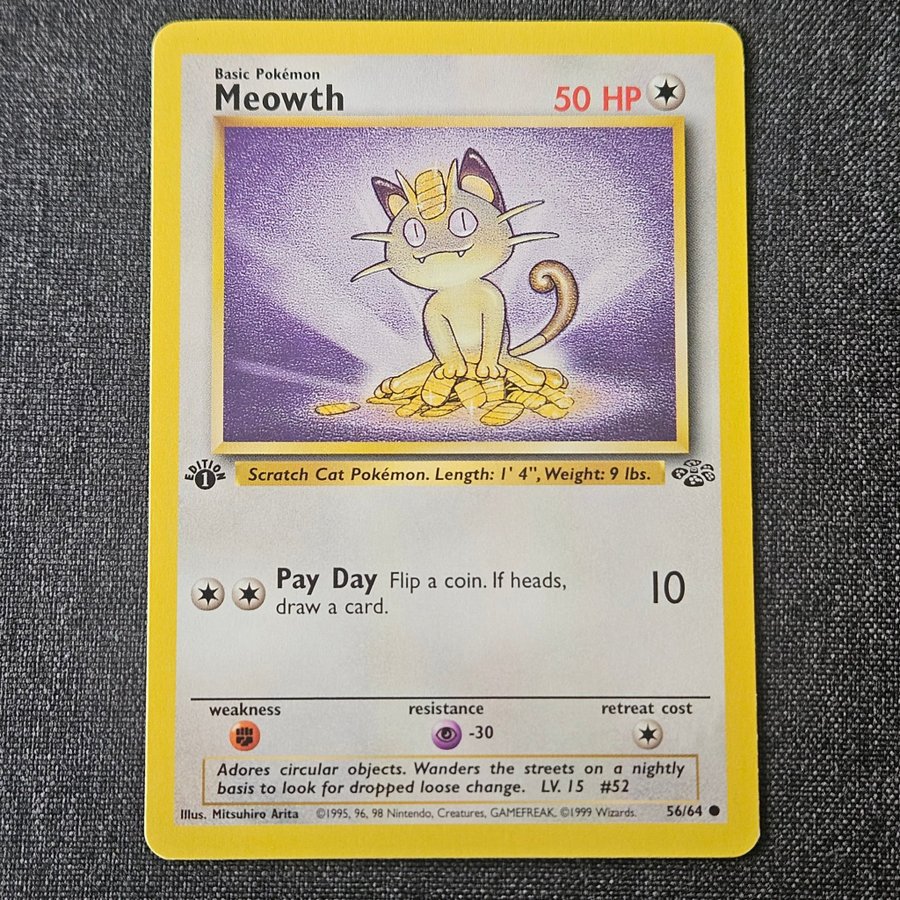 Basic Pokémon
Meowth 50 HP
EDITION 1
Scratch Cat Pokémon. Length: 1' 4", Weight: 9 lbs.
Pay Day Flip a coin. If heads, 10
draw a card.
weakness resistance retreat cost
-30
Adores circular objects. Wanders the streets on a nightly
basis to look for dropped loose change. LV. 15 #52
Illus. Mitsuhiro Arita ©1995, 96, 98 Nintendo, Creatures, GAMEFREAK. ©1999 Wizards. 56/64